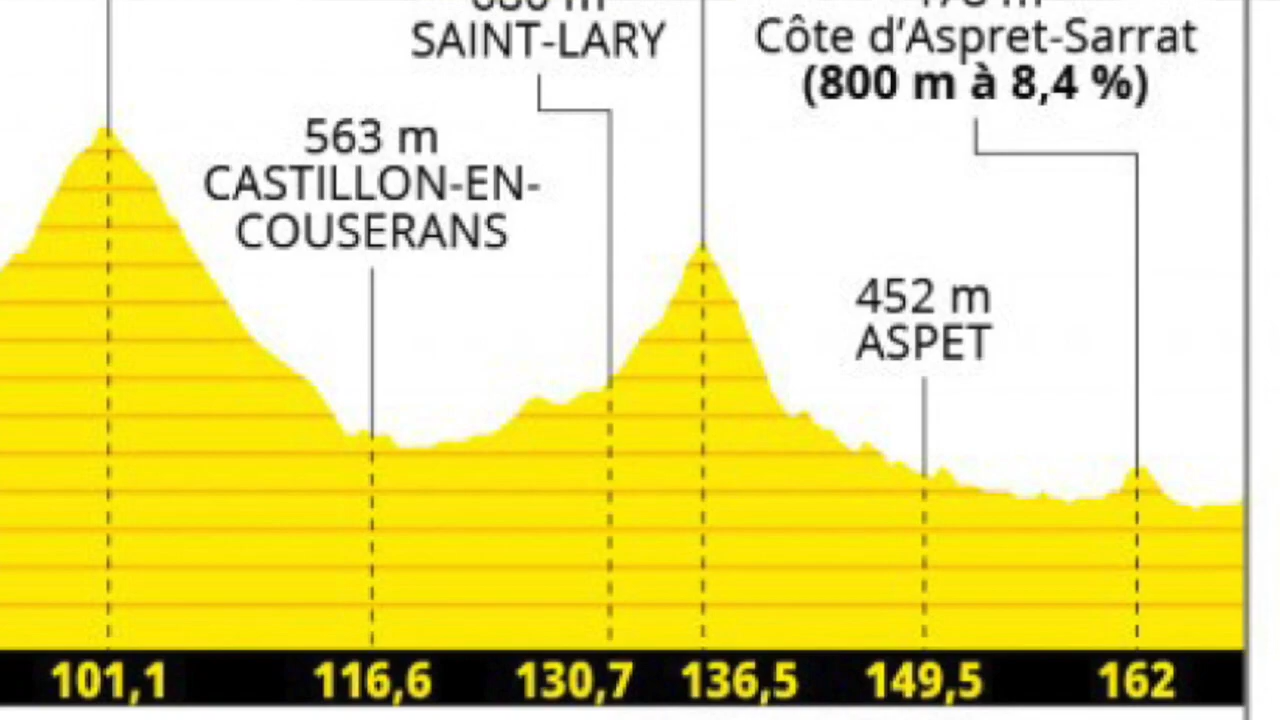 SAINT-LARY
Côte d'Aspret-Sarrat
(800 m à 8,4 %)
563 m
CASTILLON-EN-
COUSERANS
452 m
ASPET
101,1 116,6 130,7 136,5 149,5 162